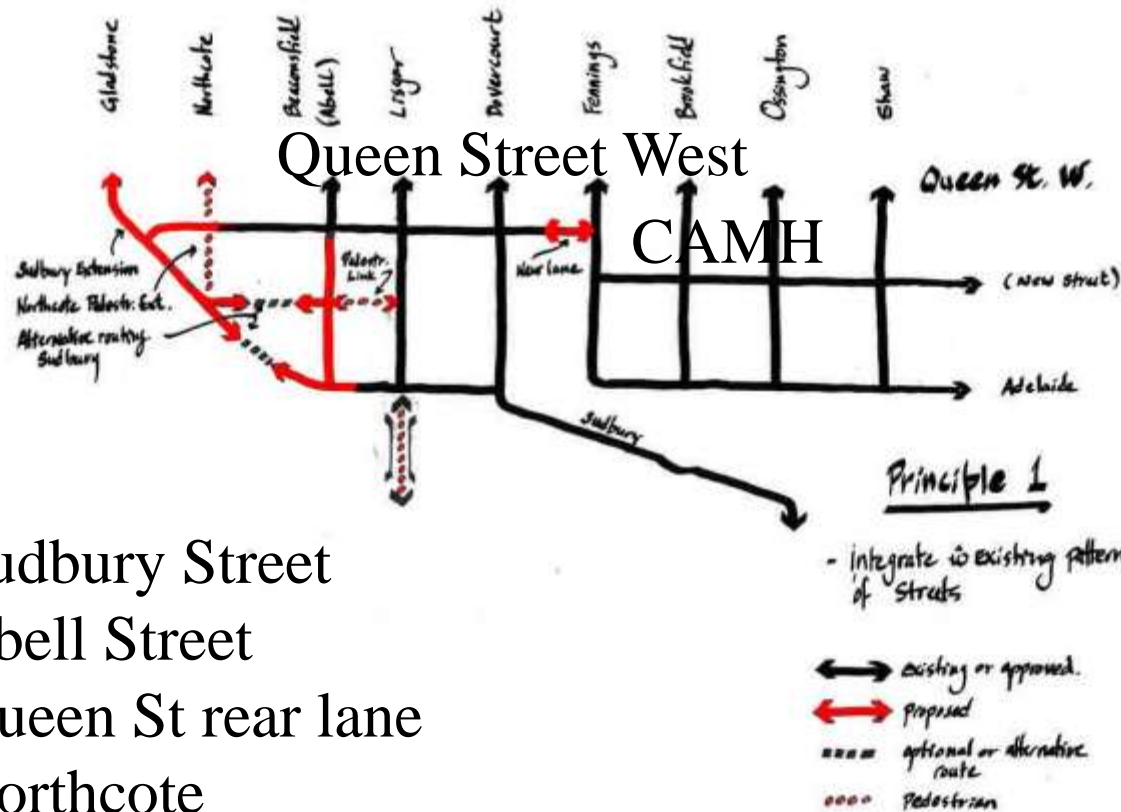 Gladstone
Northcote
Beaconsfield
(Abell)
Lisgar
Dovercourt
Fennings
Brookfield
Ossington
Shaw
Queen Street West
Queen St. W.
CAMH
Sudbury Extension
Northcote Pedestr. Ext.
Alternative routing
Sudbury
Pedestr.
Link
New lane
(New Street)
Adelaide
Sudbury
Principle 1
- integrate w existing pattern
of streets
udbury Street
bell Street
ueen St rear lane
orthcote
existing or approved.
proposed
optional or alternative
route
Pedestrian